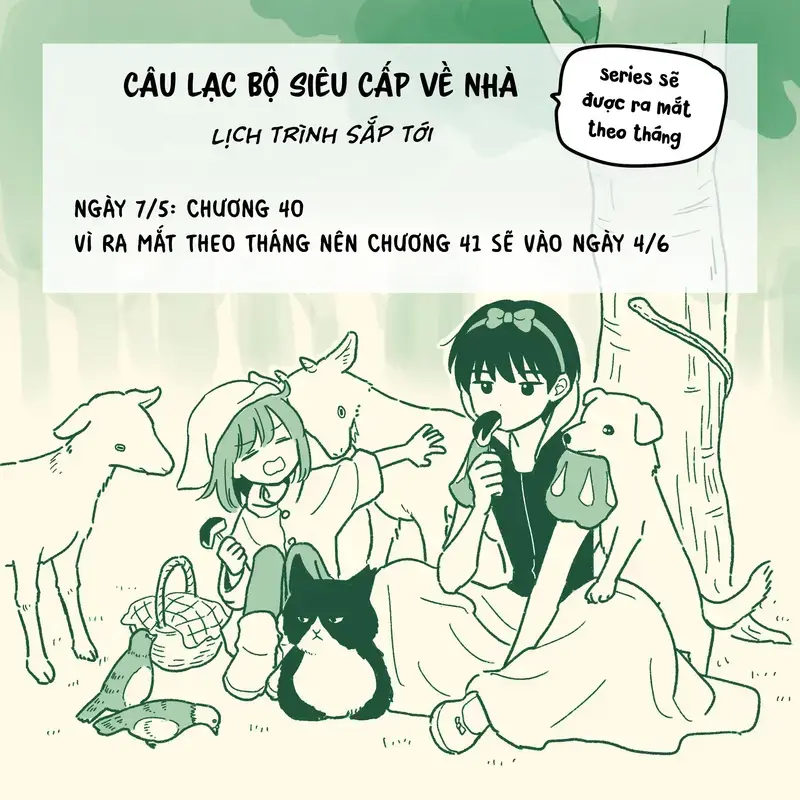 CÂU LẠC BỘ SIÊU CẤP VỀ NHÀ
LỊCH TRÌNH SẮP TỚI
series sẽ
được ra mắt
theo tháng
NGÀY 7/5: CHƯƠNG 40
VÌ RA MẮT THEO THÁNG NÊN CHƯƠNG 41 SẼ VÀO NGÀY 4/6